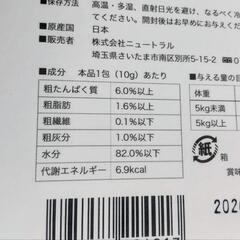 ■保存方法 高温・多湿、直射日光を避け、なるべく冷
てください。開封後はお早めにお与え
■原産国 日本
■販売者 株式会社ニュートラル
埼玉県さいたま市南区別所5-15-2
■成分 本品1包(10g)あたり
粗たんぱく質 6.0%以上
粗脂肪 1.6%以上
粗繊維 0.1%以下
粗灰分 1.0%以下
水分 82.0%以下
代謝エネルギー 6.9kcal
■与える量の目
体重
5kg未満
5kg以上
紙
賞味
202